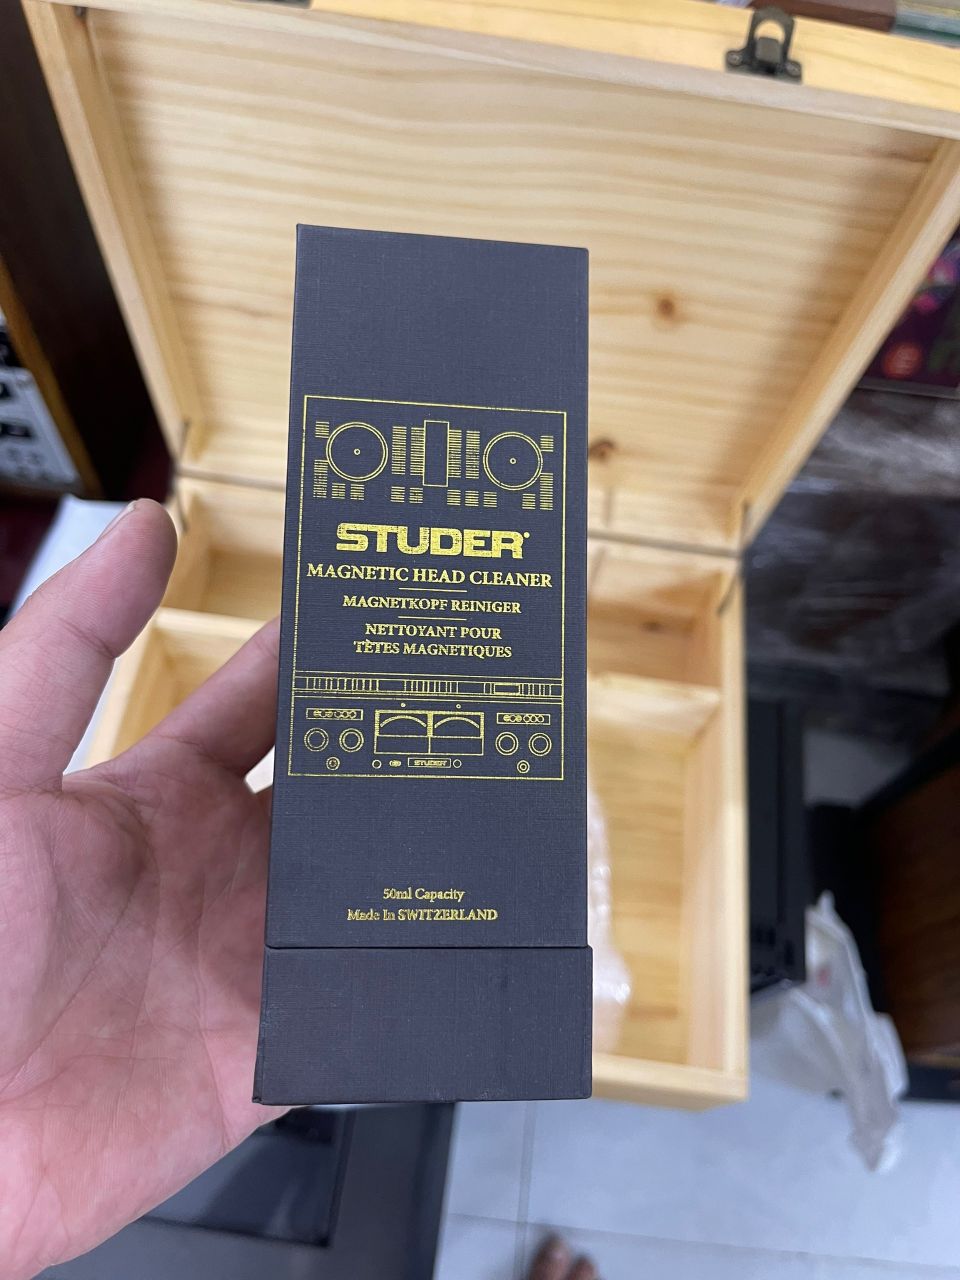 STUDER
MAGNETIC HEAD CLEANER
MAGNETKOPF REINIGER
NETTOYANT POUR
TÈTES MAGNETIQUES
STUDER
50ml Capacity
Made In SWITZERLAND